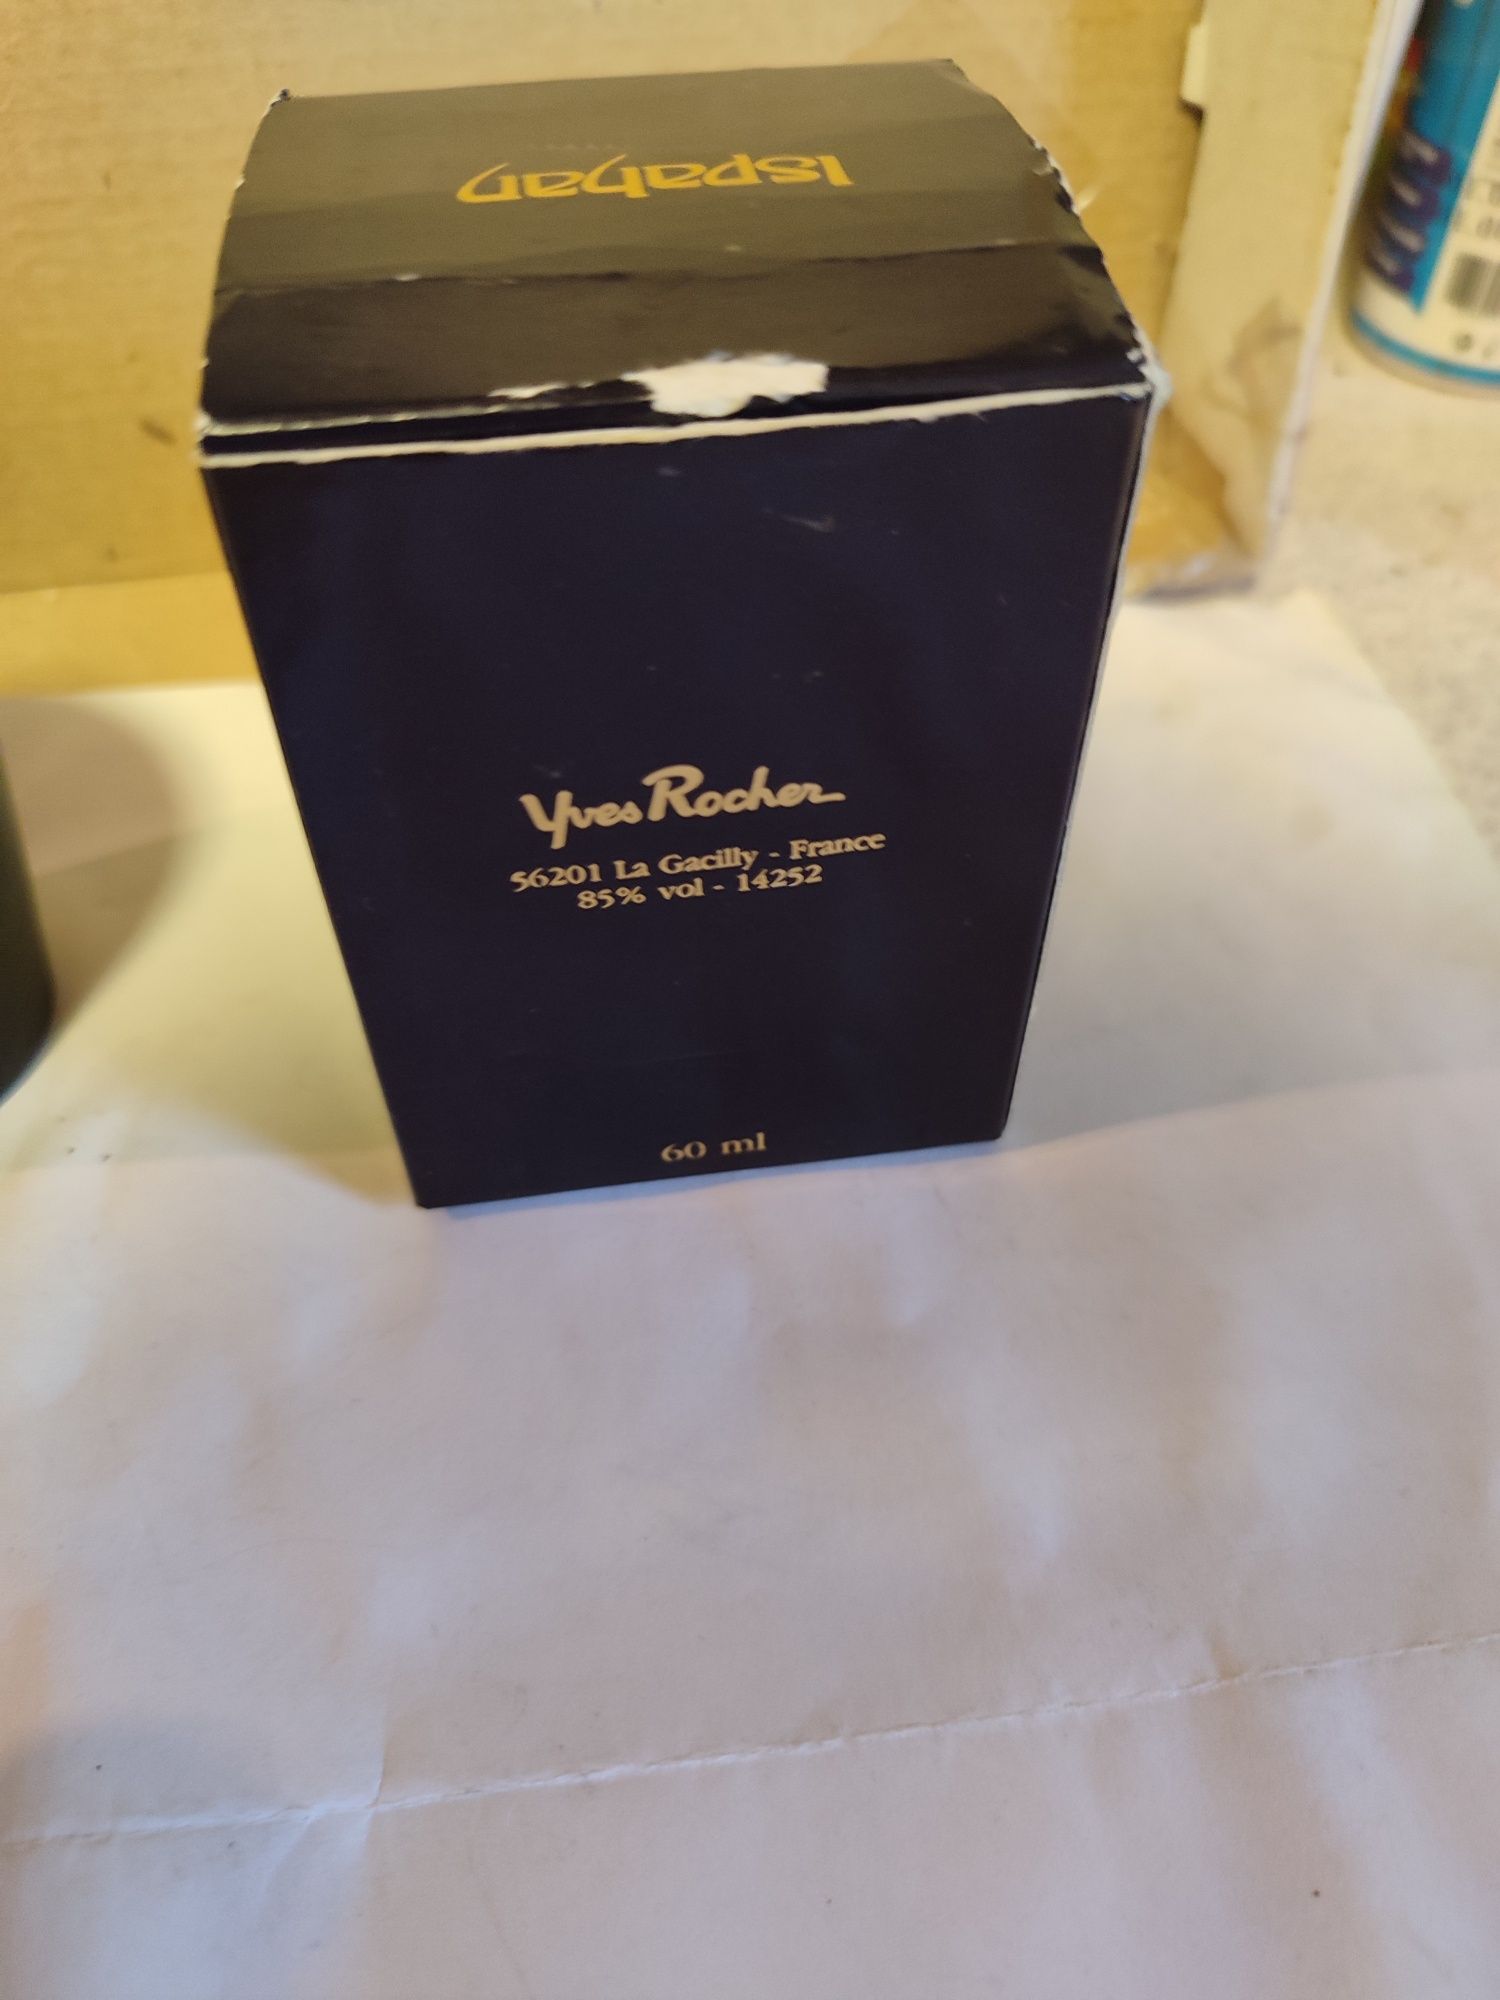 Ispahan
Yves Rocher
56201 La Gacilly - France
85% vol - 14252
60 ml